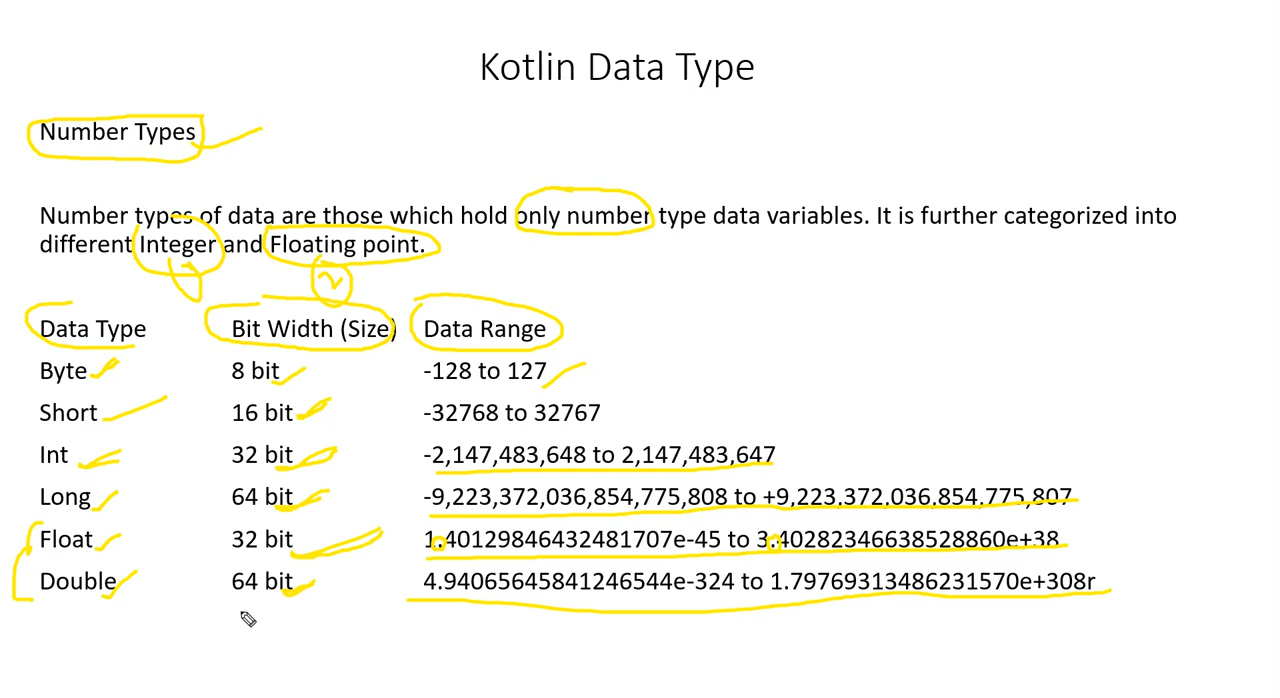 Kotlin Data Type
Number Types
Number types of data are those which hold only number type data variables. It is further categorized into
different Integer and Floating point.
2
Data Type Bit Width (Size) Data Range
Byte 8 bit -128 to 127
Short 16 bit -32768 to 32767
Int 32 bit -2,147,483,648 to 2,147,483,647
Long 64 bit -9,223,372,036,854,775,808 to +9,223,372,036,854,775,807
Float 32 bit 1.40129846432481707e-45 to 3.40282346638528860e+38
Double 64 bit 4.94065645841246544e-324 to 1.79769313486231570e+308r